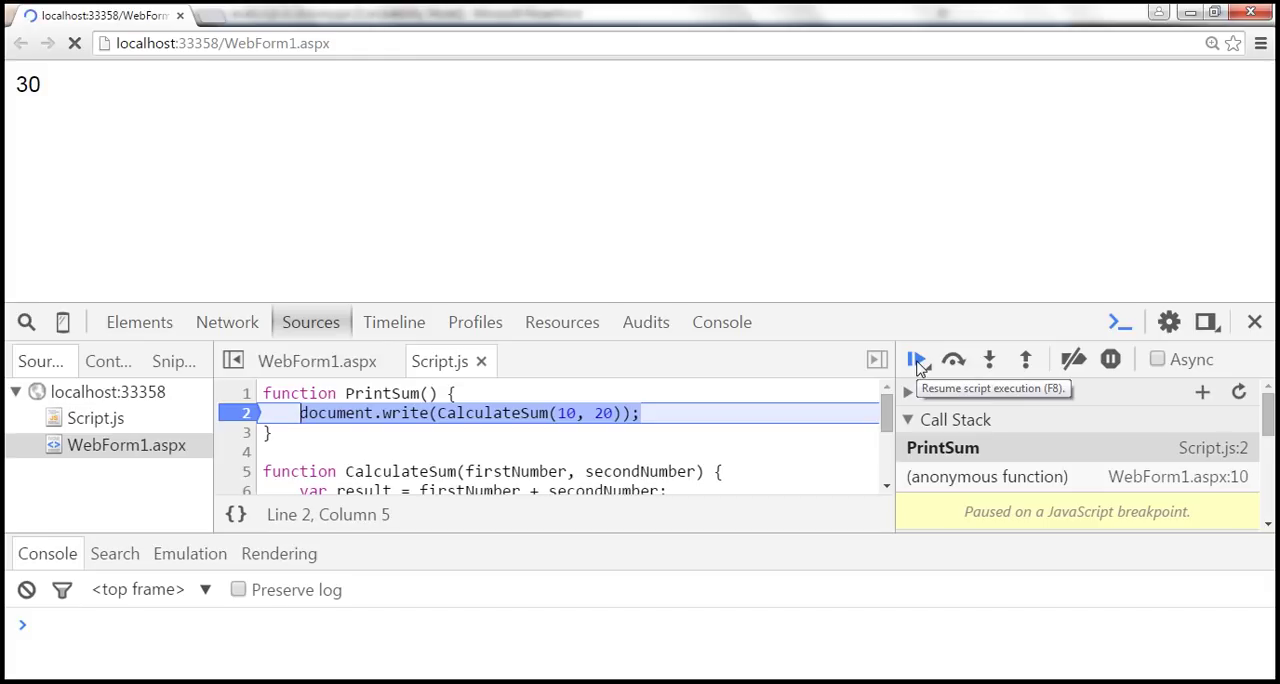 localhost:33358/WebForm
localhost:33358/WebForm1.aspx
30
Elements Network Sources Timeline Profiles Resources Audits Console
Sour... Cont... Snip... WebForm1.aspx Script.js Async
localhost:33358
Script.js
WebForm1.aspx
1 function PrintSum() {
2 document.write(CalculateSum(10, 20));
3 }
4
5 function CalculateSum(firstNumber, secondNumber) {
6 var result = firstNumber + secondNumber;
{} Line 2, Column 5
Resume script execution (F8).
Call Stack
PrintSum Script.js:2
(anonymous function) WebForm1.aspx:10
Paused on a JavaScript breakpoint.
Console Search Emulation Rendering
<top frame> Preserve log